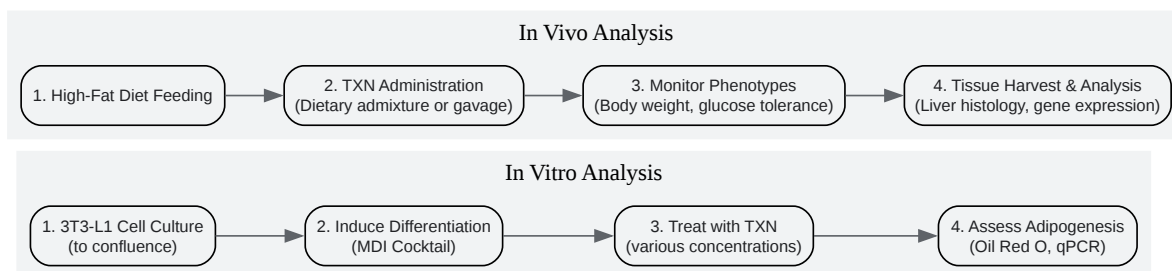 In Vivo Analysis
1. High-Fat Diet Feeding
2. TXN Administration
(Dietary admixture or gavage)
3. Monitor Phenotypes
(Body weight, glucose tolerance)
4. Tissue Harvest & Analysis
(Liver histology, gene expression)
In Vitro Analysis
1. 3T3-L1 Cell Culture
(to confluence)
2. Induce Differentiation
(MDI Cocktail)
3. Treat with TXN
(various concentrations)
4. Assess Adipogenesis
(Oil Red O, qPCR)